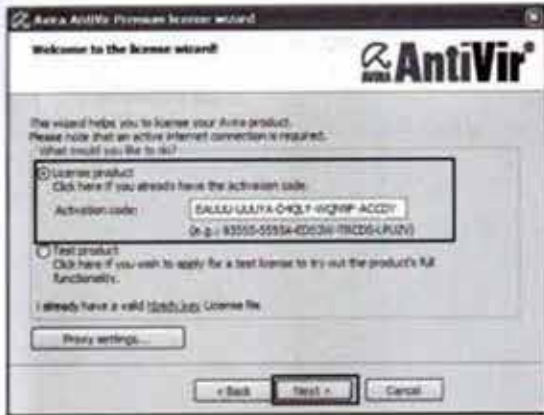 Avira AntiVir Premium license wizard
Welcome to the license wizard!
AVIRA AntiVir®
This wizard helps you to license your Avira product.
Please note that an active internet connection is required.
What would you like to do?
License product
Click here if you already have the activation code.
Activation code:
(e.g.:
Test product
Click here if you wish to apply for a test license to try out the product's full
functionality.
I already have a valid hbedv.key License file.
Proxy settings...
< Back
Next >
Cancel